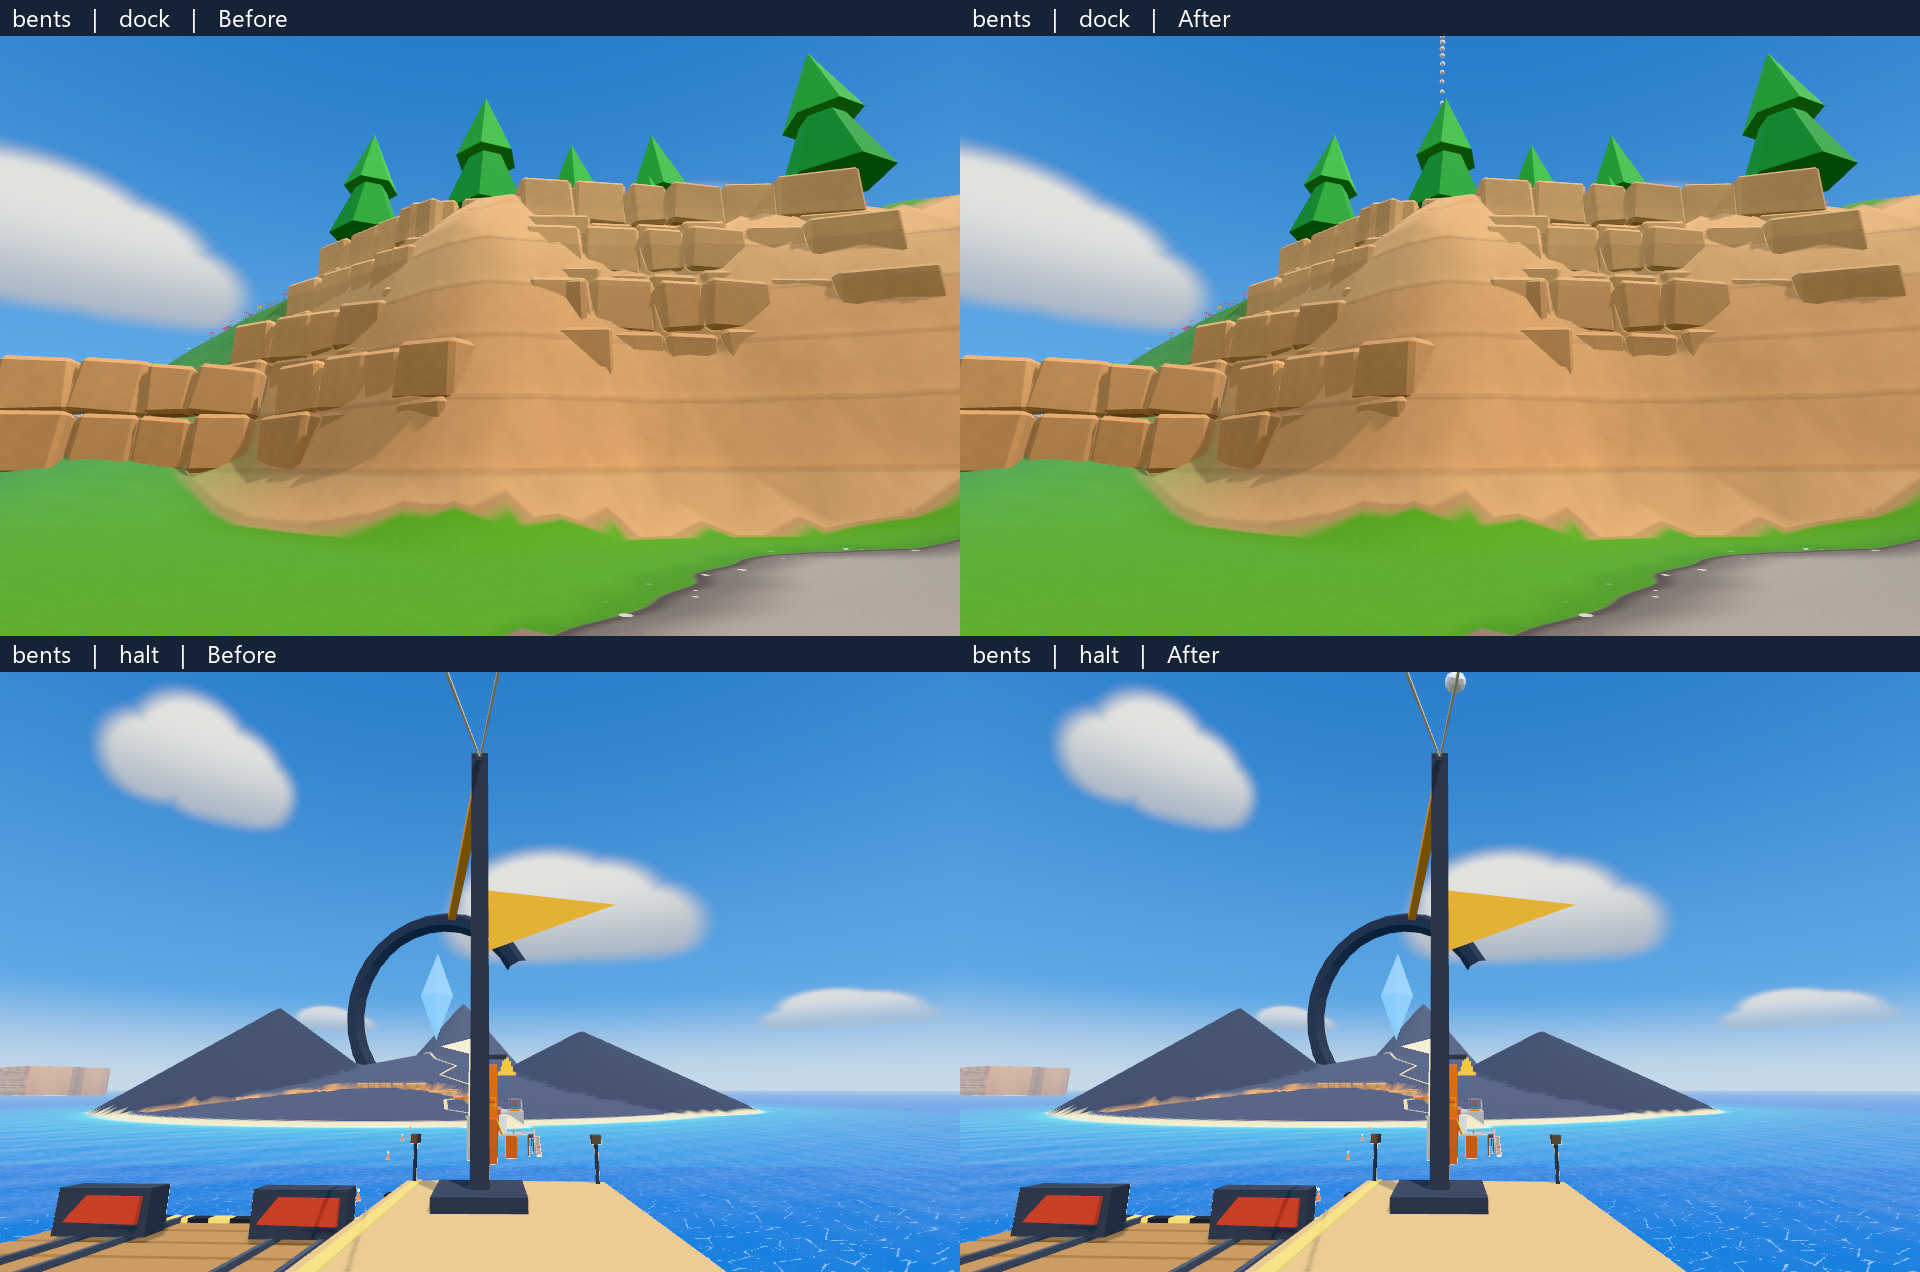 bents | dock | Before
bents | dock | After
bents | halt | Before
bents | halt | After